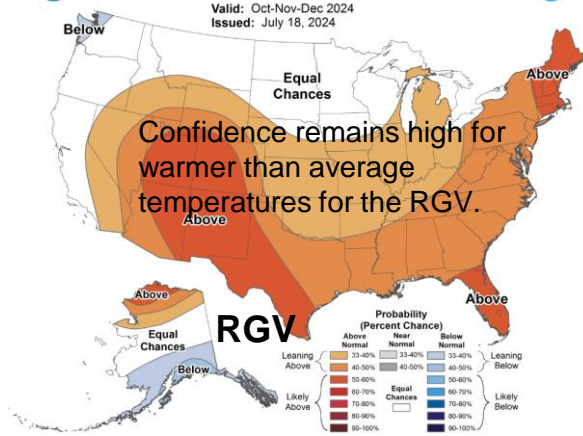 Valid: Oct-Nov-Dec 2024
Issued: July 18, 2024
Below
Equal
Chances
Above
Confidence remains high for
warmer than average
temperatures for the RGV.
Above
Above
Above
Equal
Chances
Below
RGV
Probability
(Percent Chance)
Above
Normal
Near
Normal
Below
Normal
Leaning
Above
33-40%
40-50%
33-40%
40-50%
33-40%
40-50%
Leaning
Below
Likely
Above
50-60%
60-70%
70-80%
80-90%
90-100%
Equal
Chances
50-60%
60-70%
70-80%
80-90%
90-100%
Likely
Below